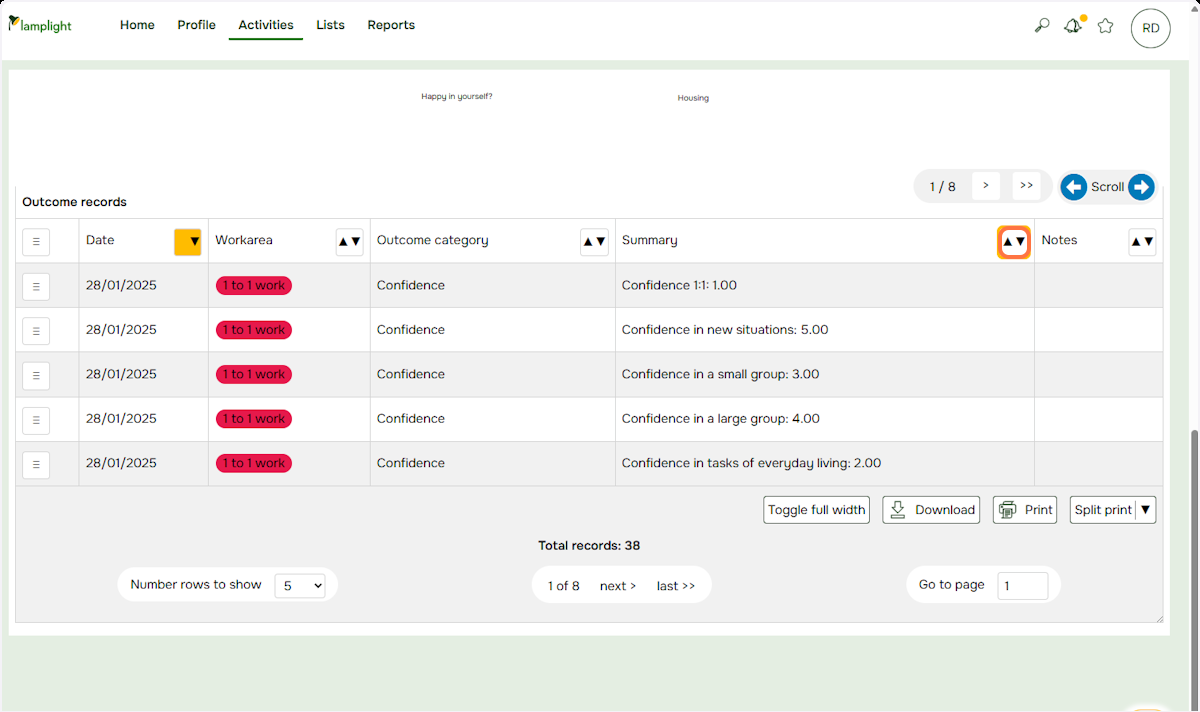 lamplight Home Profile Activities Lists Reports RD
Happy in yourself? Housing
1 / 8 > >> Scroll
Outcome records
Date ▼ Workarea ▲▼ Outcome category ▲▼ Summary ▲▼ Notes ▲▼
28/01/2025 1 to 1 work Confidence Confidence 1:1: 1.00
28/01/2025 1 to 1 work Confidence Confidence in new situations: 5.00
28/01/2025 1 to 1 work Confidence Confidence in a small group: 3.00
28/01/2025 1 to 1 work Confidence Confidence in a large group: 4.00
28/01/2025 1 to 1 work Confidence Confidence in tasks of everyday living: 2.00
Toggle full width Download Print Split print ▼
Total records: 38
Number rows to show 5 1 of 8 next > last >> Go to page 1